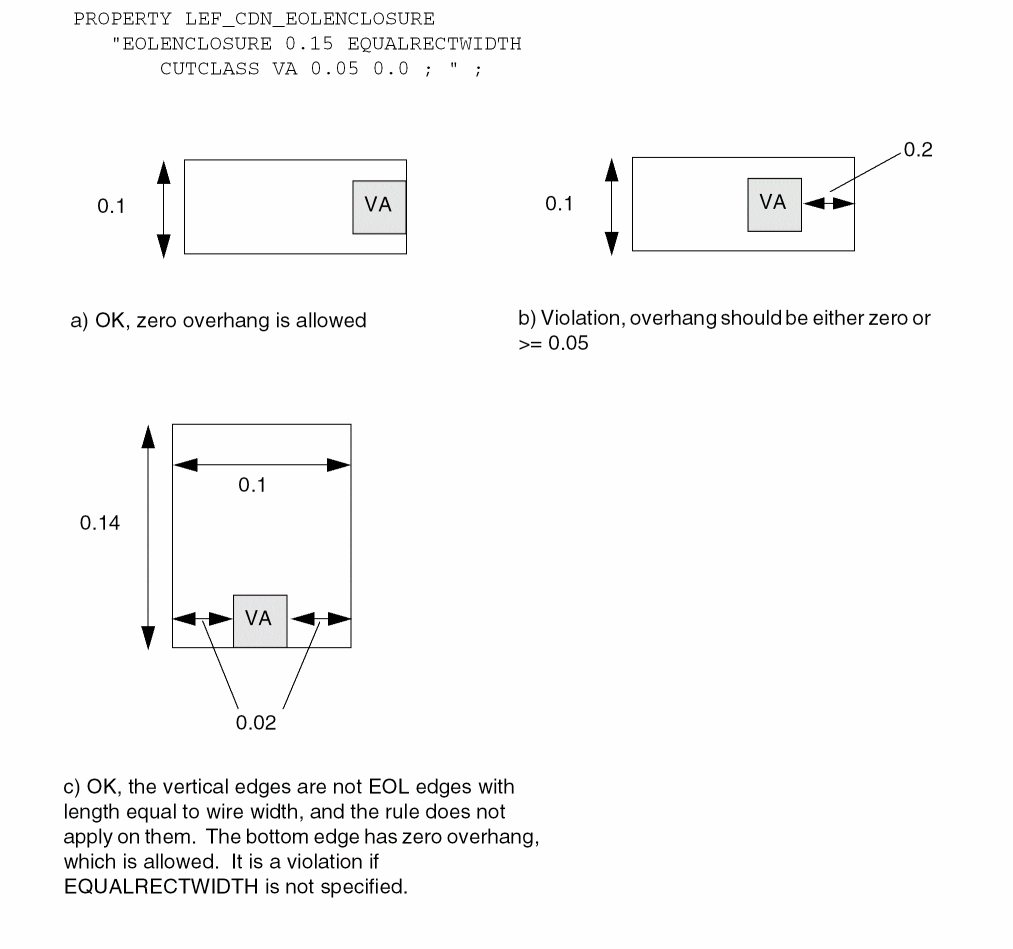 PROPERTY LEF_CDN_EOLENCLOSURE
"EOLENCLOSURE 0.15 EQUALRECTWIDTH
CUTCLASS VA 0.05 0.0 ; " ;
0.1
VA
a) OK, zero overhang is allowed
0.2
0.1
VA
b) Violation, overhang should be either zero or
>= 0.05
0.1
0.14
VA
0.02
c) OK, the vertical edges are not EOL edges with
length equal to wire width, and the rule does not
apply on them. The bottom edge has zero overhang,
which is allowed. It is a violation if
EQUALRECTWIDTH is not specified.